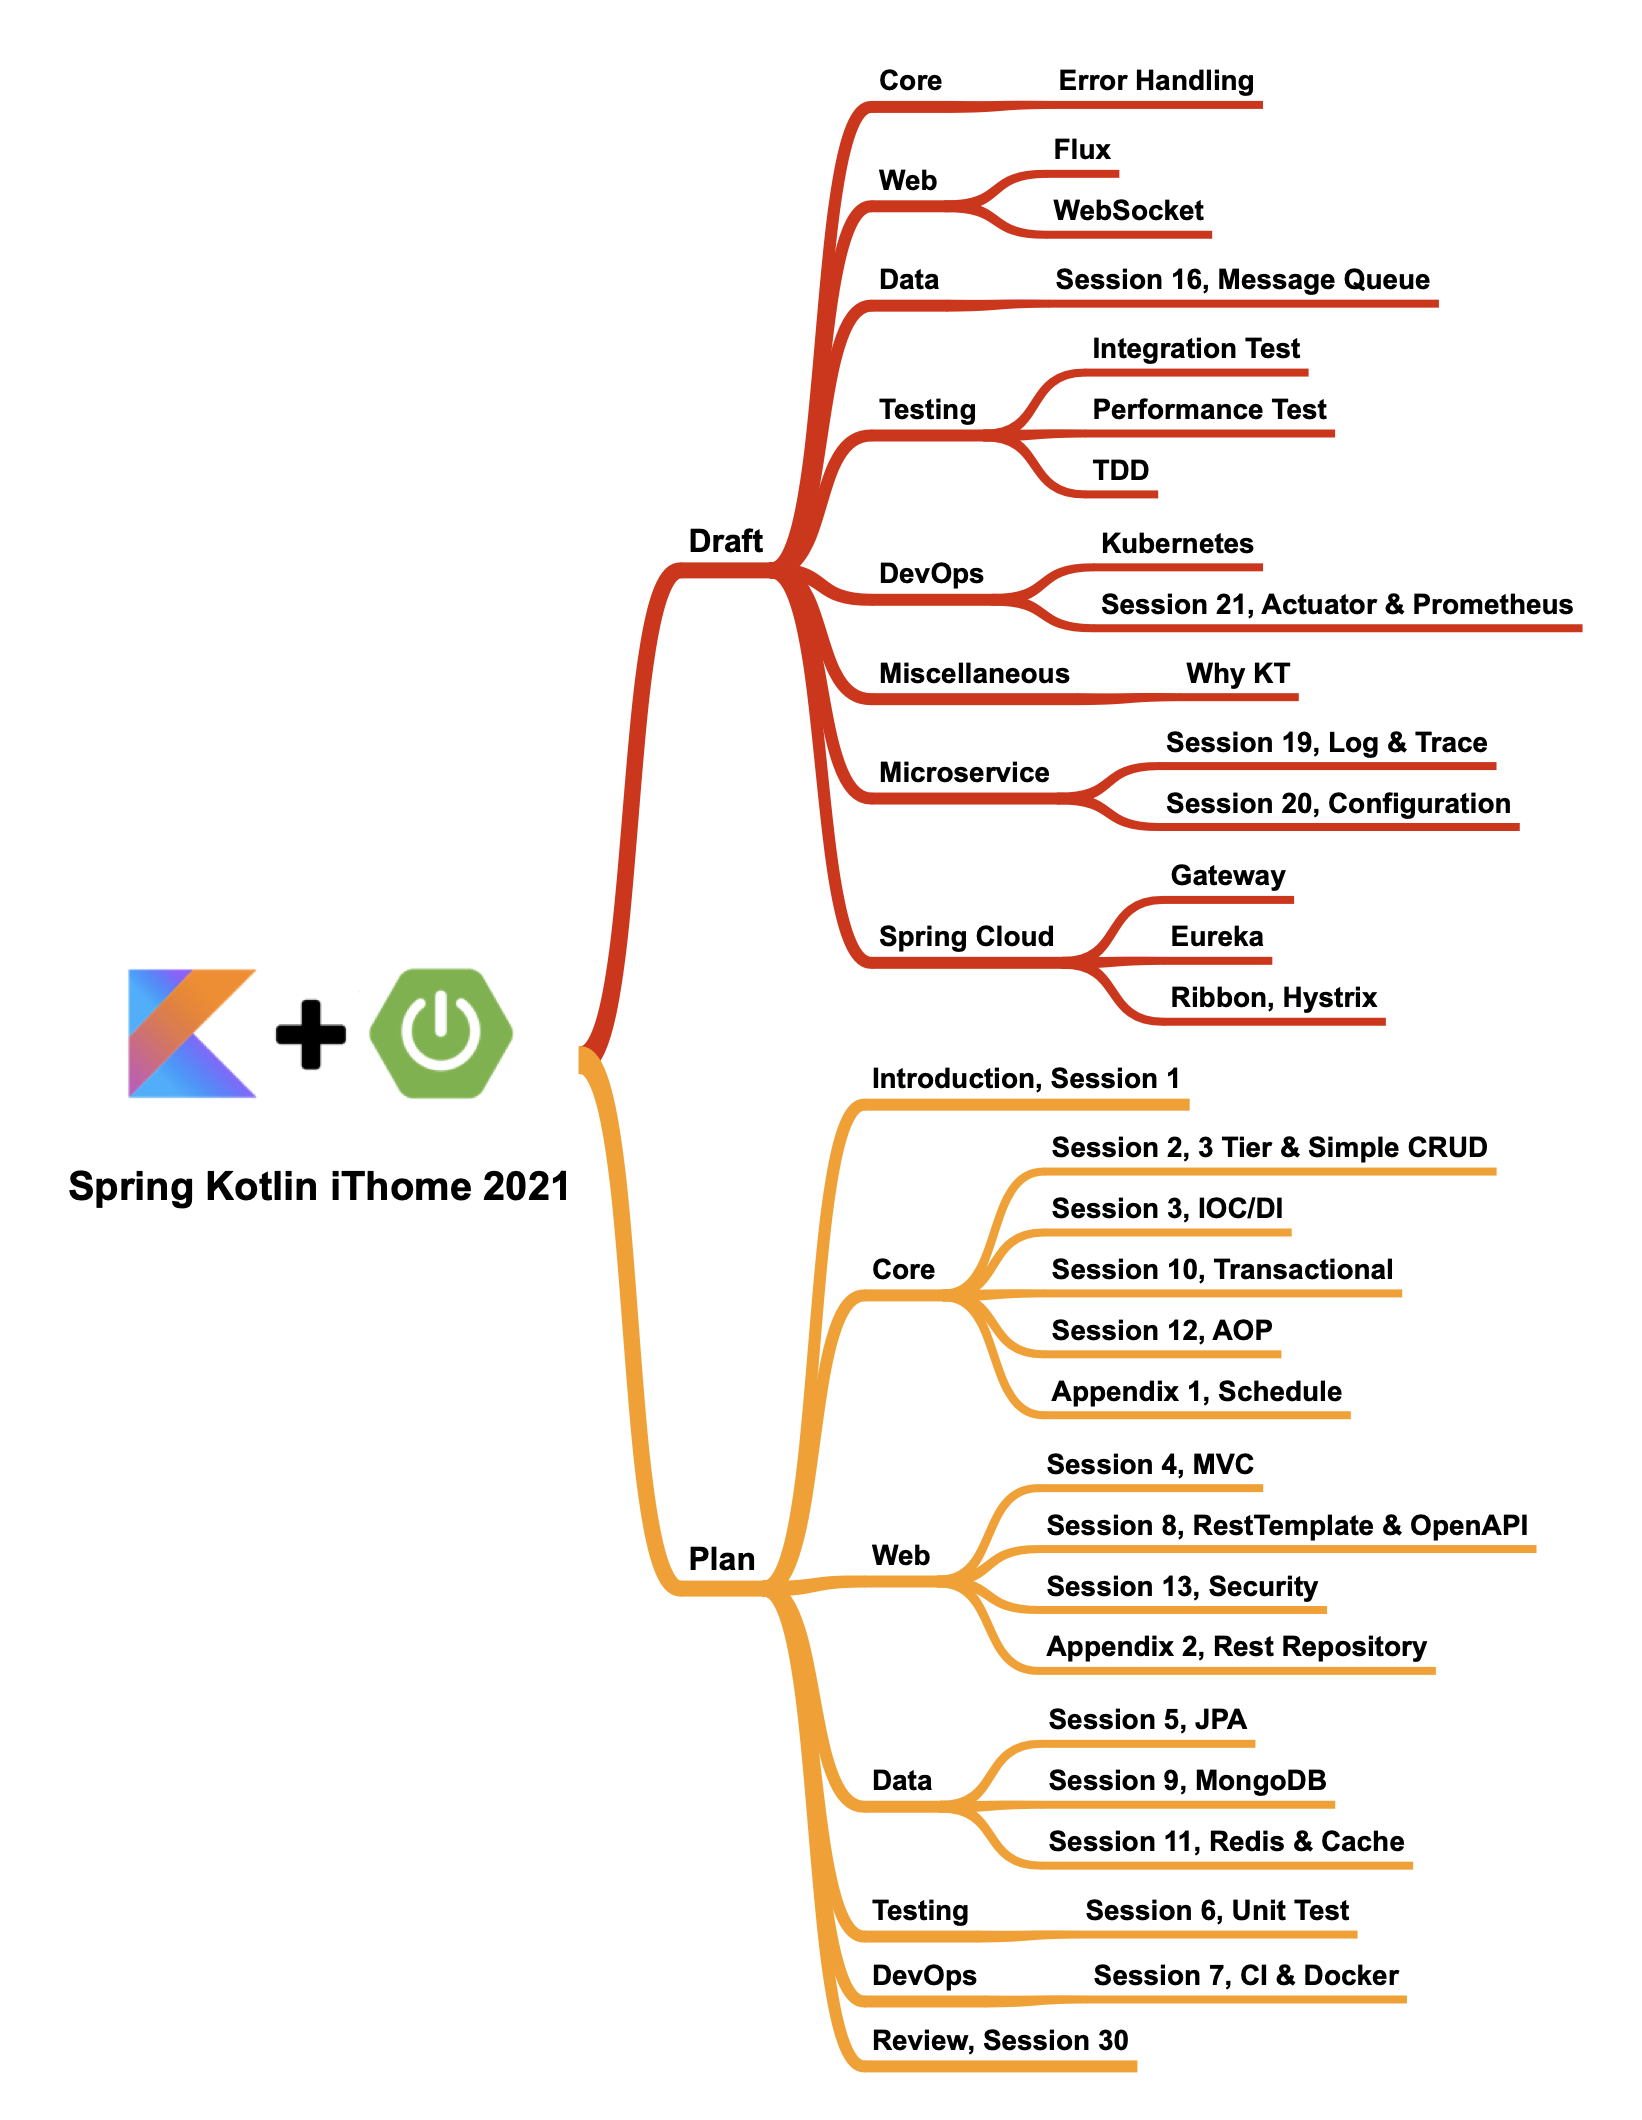 Spring Kotlin iThome 2021
Draft
Core
Error Handling
Web
Flux
WebSocket
Data
Session 16, Message Queue
Testing
Integration Test
Performance Test
TDD
DevOps
Kubernetes
Session 21, Actuator & Prometheus
Miscellaneous
Why KT
Microservice
Session 19, Log & Trace
Session 20, Configuration
Spring Cloud
Gateway
Eureka
Ribbon, Hystrix
Plan
Introduction, Session 1
Core
Session 2, 3 Tier & Simple CRUD
Session 3, IOC/DI
Session 10, Transactional
Session 12, AOP
Appendix 1, Schedule
Web
Session 4, MVC
Session 8, RestTemplate & OpenAPI
Session 13, Security
Appendix 2, Rest Repository
Data
Session 5, JPA
Session 9, MongoDB
Session 11, Redis & Cache
Testing
Session 6, Unit Test
DevOps
Session 7, CI & Docker
Review, Session 30